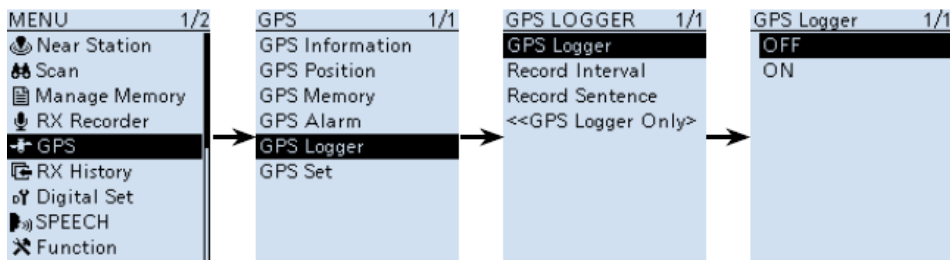 MENU 1/2
Near Station
Scan
Manage Memory
RX Recorder
GPS
RX History
DV Digital Set
SPEECH
Function
GPS 1/1
GPS Information
GPS Position
GPS Memory
GPS Alarm
GPS Logger
GPS Set
GPS LOGGER 1/1
GPS Logger
Record Interval
Record Sentence
<<GPS Logger Only>
GPS Logger 1/1
OFF
ON